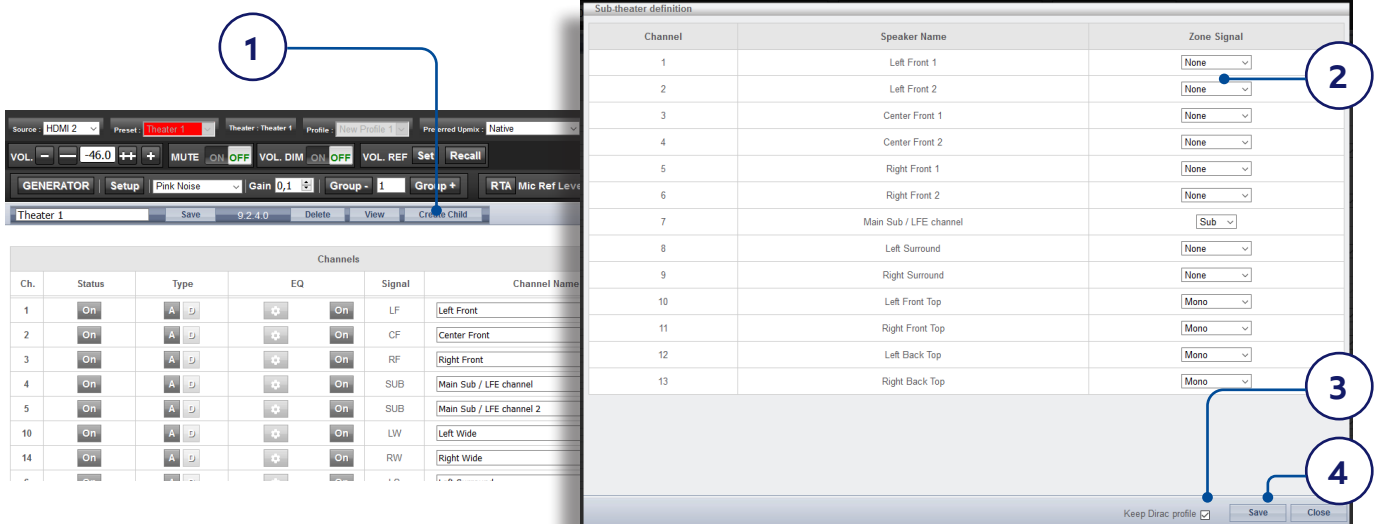 1
Source : HDMI 2 Preset : Theater 1 Theater : Theater 1 Profile : New Profile 1 Preferred Upmix : Native
VOL. -46.0 MUTE ON OFF VOL. DIM ON OFF VOL. REF Set Recall
GENERATOR Setup Pink Noise Gain 0,1 Group - 1 Group + RTA Mic Ref Leve
Theater 1 Save 9.2.4.0 Delete View Create Child
Channels
Ch. Status Type EQ Signal Channel Name
1 On A D On LF Left Front
2 On A D On CF Center Front
3 On A D On RF Right Front
4 On A D On SUB Main Sub / LFE channel
5 On A D On SUB Main Sub / LFE channel 2
10 On A D On LW Left Wide
14 On A D On RW Right Wide
Sub-theater definition
Channel Speaker Name Zone Signal
1 Left Front 1 None
2 Left Front 2 None
2
3 Center Front 1 None
4 Center Front 2 None
5 Right Front 1 None
6 Right Front 2 None
7 Main Sub / LFE channel Sub
8 Left Surround None
9 Right Surround None
10 Left Front Top Mono
11 Right Front Top Mono
12 Left Back Top Mono
13 Right Back Top Mono
3
4
Keep Dirac profile Save Close